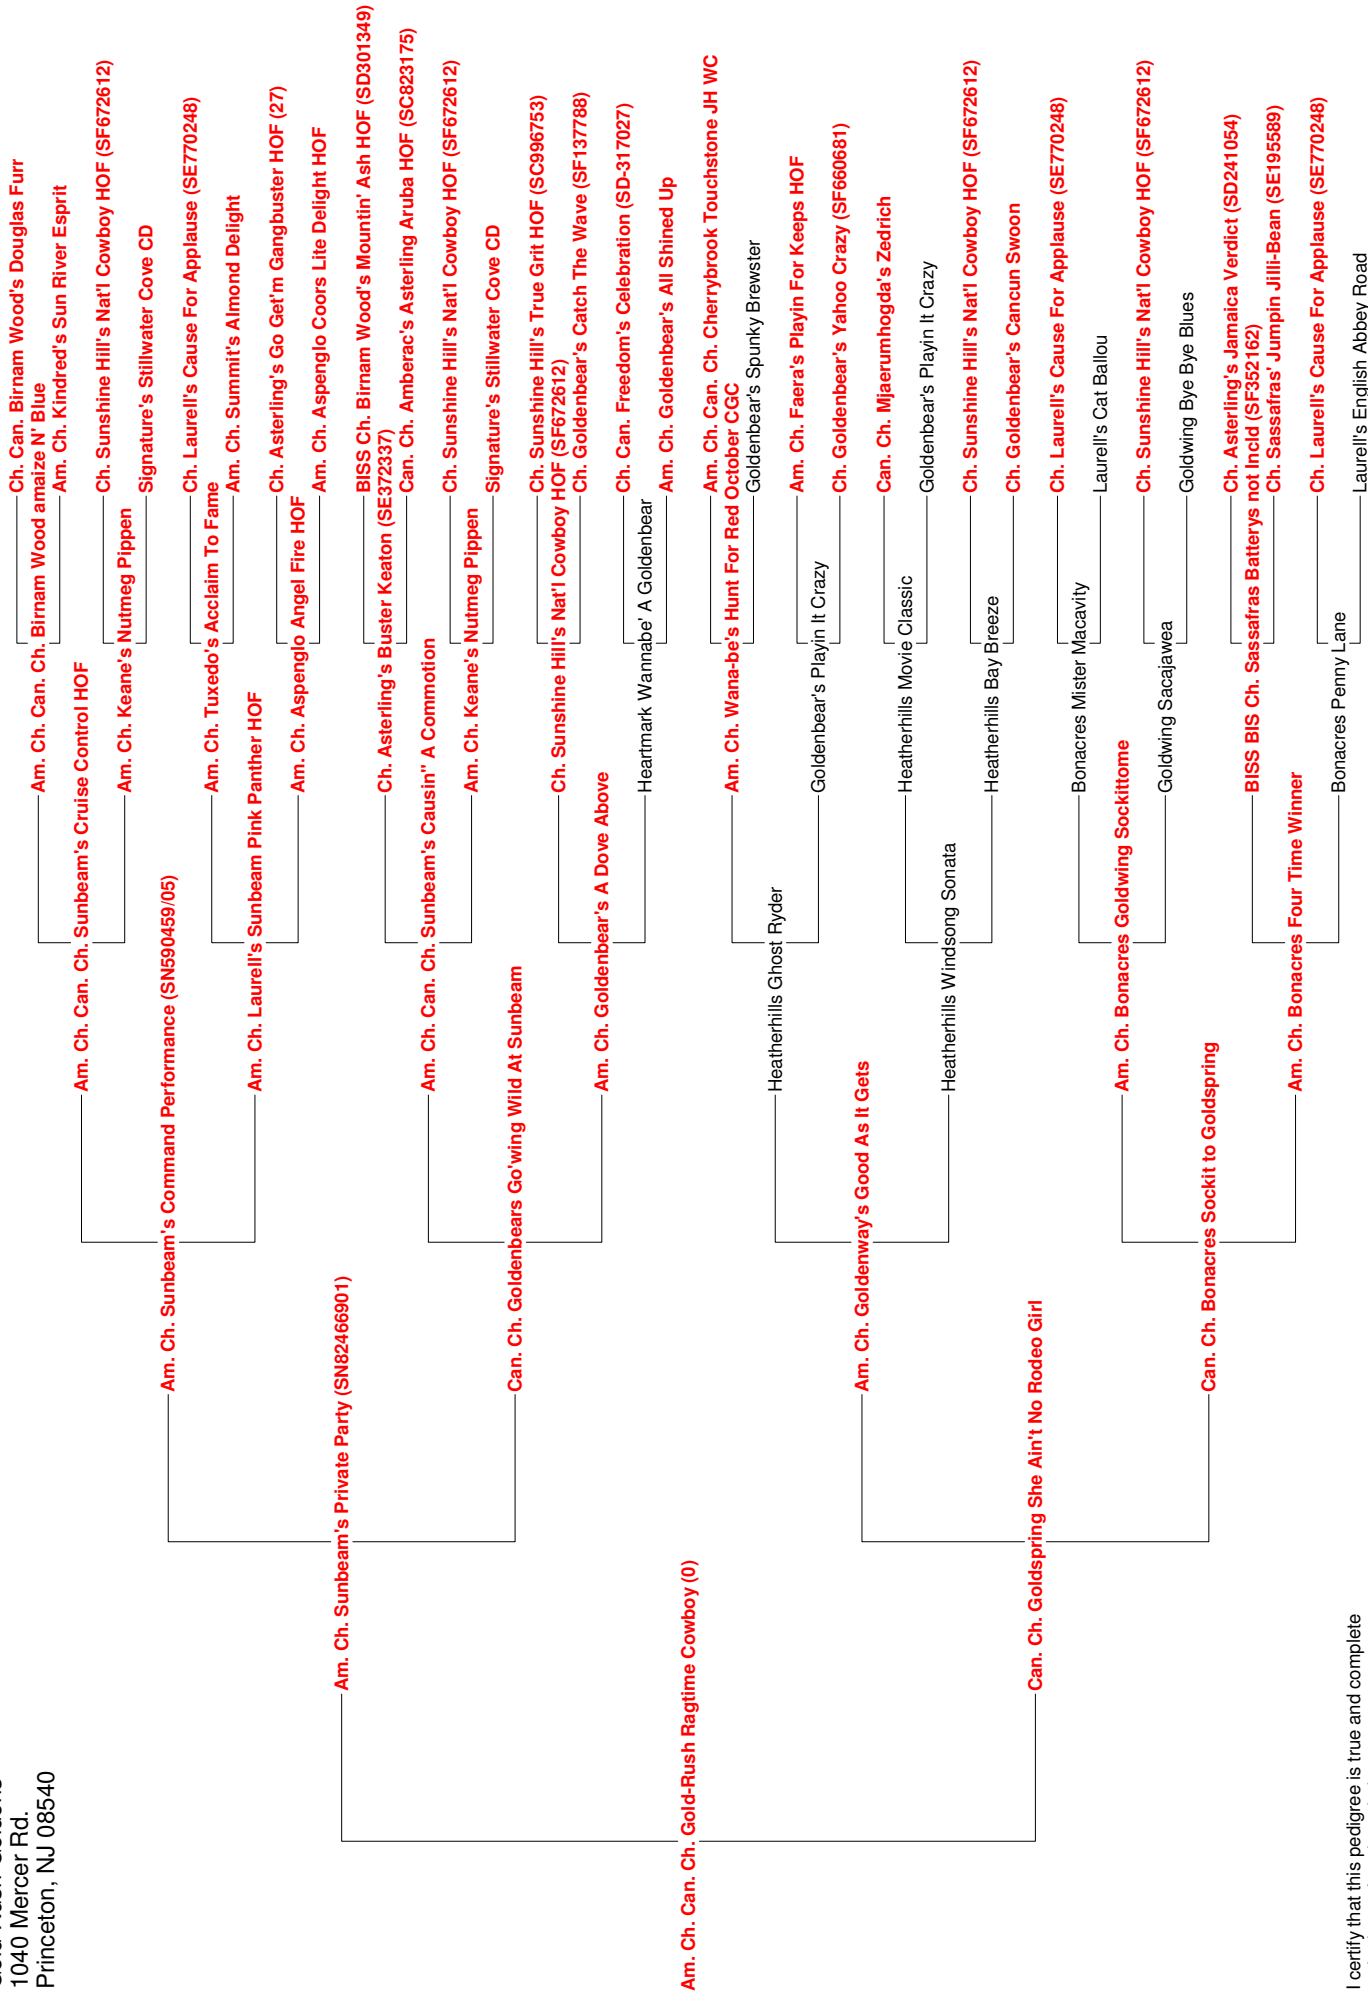 1040 Mercer Rd.
Princeton, NJ 08540
Am. Ch. Can. Ch. Gold-Rush Ragtime Cowboy (0)
Am. Ch. Sunbeam's Private Party (SN82466901)
Can. Ch. Goldspring She Ain't No Rodeo Girl
Am. Ch. Sunbeam's Command Performance (SN590459/05)
Can. Ch. Goldenbears Go'wing Wild At Sunbeam
Am. Ch. Goldenway's Good As It Gets
Can. Ch. Bonacres Sockit to Goldspring
Am. Ch. Can. Ch. Sunbeam's Cruise Control HOF
Am. Ch. Laurell's Sunbeam Pink Panther HOF
Am. Ch. Can. Ch. Sunbeam's Causin" A Commotion
Am. Ch. Goldenbear's A Dove Above
Heatherhills Ghost Ryder
Heatherhills Windsong Sonata
Am. Ch. Bonacres Goldwing Sockittome
Am. Ch. Bonacres Four Time Winner
Am. Ch. Can. Ch. Birnam Wood amaize N' Blue
Am. Ch. Keane's Nutmeg Pippen
Am. Ch. Tuxedo's Acclaim To Fame
Am. Ch. Aspenglo Angel Fire HOF
Ch. Asterling's Buster Keaton (SE372337)
Am. Ch. Keane's Nutmeg Pippen
Ch. Sunshine Hill's Nat'l Cowboy HOF (SF672612)
Heartmark Wannabe' A Goldenbear
Am. Ch. Wana-be's Hunt For Red October CGC
Goldenbear's Playin It Crazy
Heatherhills Movie Classic
Heatherhills Bay Breeze
Bonacres Mister Macavity
Goldwing Sacajawea
BISS BIS Ch. Sassafras Batterys not Incld (SF352162)
Bonacres Penny Lane
Ch. Can. Birnam Wood's Douglas Furr
Am. Ch. Kindred's Sun River Esprit
Ch. Sunshine Hill's Nat'l Cowboy HOF (SF672612)
Signature's Stillwater Cove CD
Ch. Laurell's Cause For Applause (SE770248)
Am. Ch. Summit's Almond Delight
Ch. Asterling's Go Get'm Gangbuster HOF (27)
Am. Ch. Aspenglo Coors Lite Delight HOF
BISS Ch. Birnam Wood's Mountin' Ash HOF (SD301349)
Can. Ch. Amberac's Asterling Aruba HOF (SC823175)
Ch. Sunshine Hill's Nat'l Cowboy HOF (SF672612)
Signature's Stillwater Cove CD
Ch. Sunshine Hill's True Grit HOF (SC996753)
Ch. Goldenbear's Catch The Wave (SF137788)
Ch. Can. Freedom's Celebration (SD-317027)
Am. Ch. Goldenbear's All Shined Up
Am. Ch. Can. Ch. Cherrybrook Touchstone JH WC
Goldenbear's Spunky Brewster
Am. Ch. Faera's Playin For Keeps HOF
Ch. Goldenbear's Yahoo Crazy (SF660681)
Can. Ch. Mjaerumhogda's Zedrich
Goldenbear's Playin It Crazy
Ch. Sunshine Hill's Nat'l Cowboy HOF (SF672612)
Ch. Goldenbear's Cancun Swoon
Ch. Laurell's Cause For Applause (SE770248)
Laurell's Cat Ballou
Ch. Sunshine Hill's Nat'l Cowboy HOF (SF672612)
Goldwing Bye Bye Blues
Ch. Asterling's Jamaica Verdict (SD241054)
Ch. Sassafras' Jumpin Jilli-Bean (SE195589)
Ch. Laurell's Cause For Applause (SE770248)
Laurell's English Abbey Road
I certify that this pedigree is true and complete